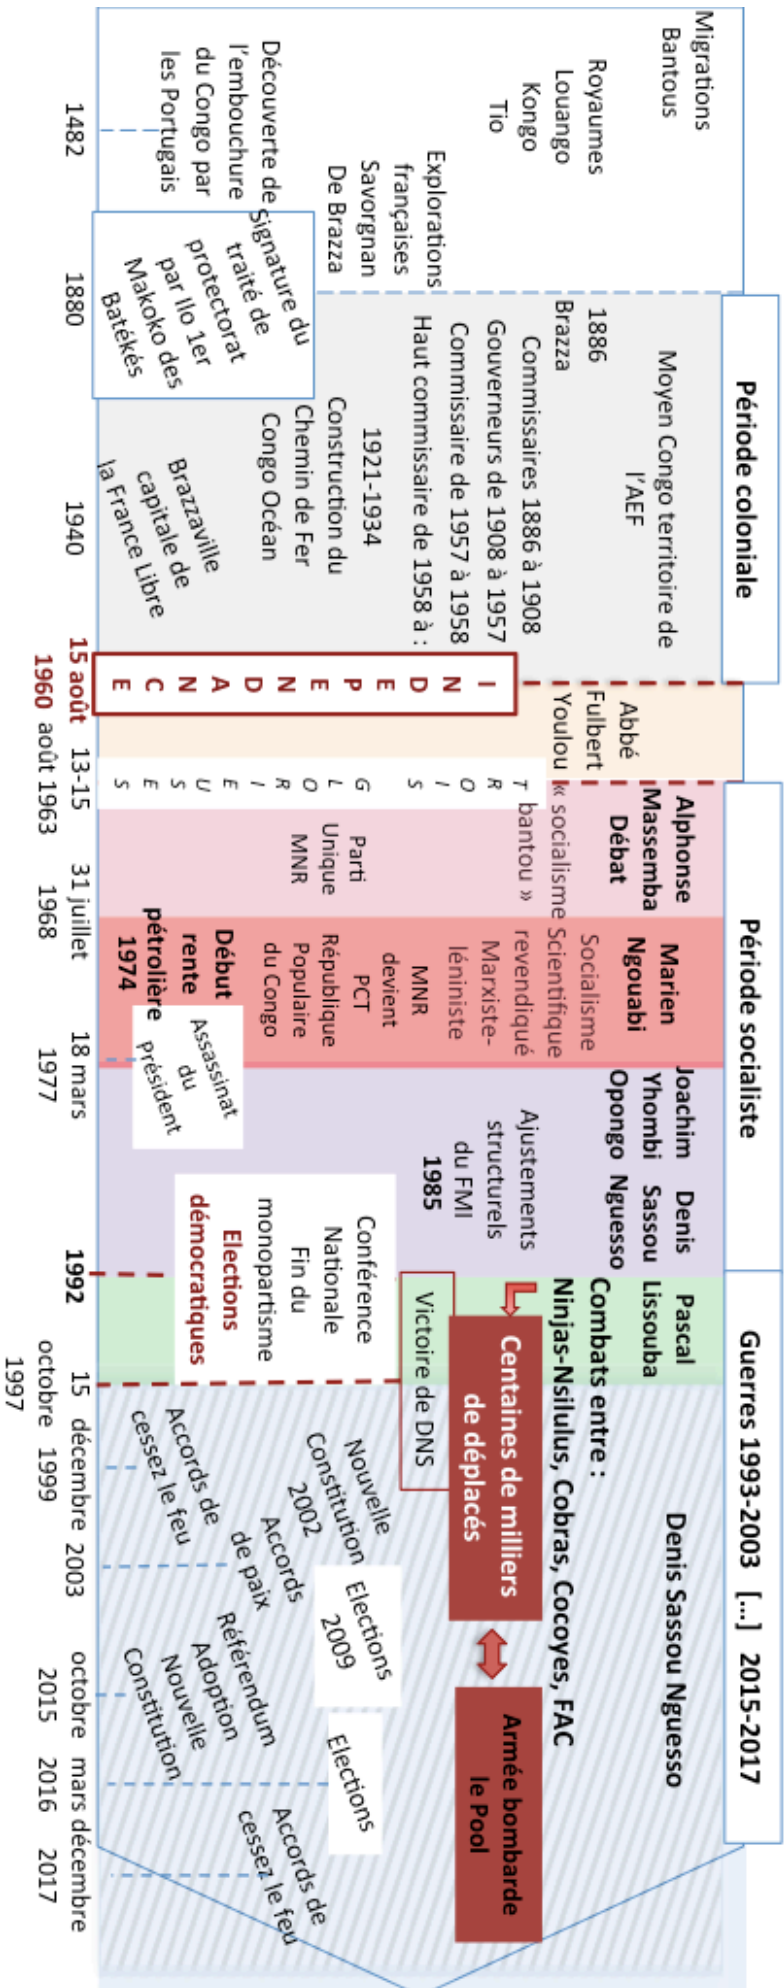 Période coloniale
Période socialiste
Guerres 1993-2003 [...] 2015-2017
Migrations
Bantous
Royaumes
Louango
Kongo
Tio
Explorations
françaises
Savorgnan
De Brazza
Découverte de
l'embouchure
du Congo par
les Portugais
1482
Signature du
traité de
protectorat
par Ilo 1er
Makoko des
Batékés
1880
Moyen Congo territoire de
l'AEF
1886
Brazza
Commissaires 1886 à 1908
Gouverneurs de 1908 à 1957
Commissaire de 1957 à 1958
Haut commissaire de 1958 à :
1921-1934
Construction du
Chemin de Fer
Congo Océan
Brazzaville
capitale de
la France Libre
1940
I N D E P E N D A N C E
15 août
1960
Abbé
Fulbert
Youlou
T R O I S G L O R I E U S E S
13-15
août 1963
Alphonse
Massemba
Débat
« socialisme
bantou »
Parti
Unique
MNR
31 juillet
1968
Marien
Ngouabi
Socialisme
Scientifique
revendiqué
Marxiste-
léniniste
MNR
devient
PCT
République
Populaire
du Congo
Début
rente
pétrolière
1974
Assassinat
du
Président
18 mars
1977
Joachim
Yhombi
Opongo
Denis
Sassou
Nguesso
Ajustements
structurels
du FMI
1985
Conférence
Nationale
Fin du
monopartisme
Elections
démocratiques
1992
Pascal
Lissouba
Combats entre :
Ninjas-Nsilulus, Cobras, Cocoyes, FAC
Centaines de milliers
de déplacés
Victoire de DNS
15
octobre
1997
Denis Sassou Nguesso
Nouvelle
Constitution
2002
Accords de
cessez le feu
décembre
1999
Accords
de paix
2003
Elections
2009
Armée bombarde
le Pool
Référendum
Adoption
Nouvelle
Constitution
octobre
2015
Elections
mars
2016
Accords de
cessez le feu
décembre
2017